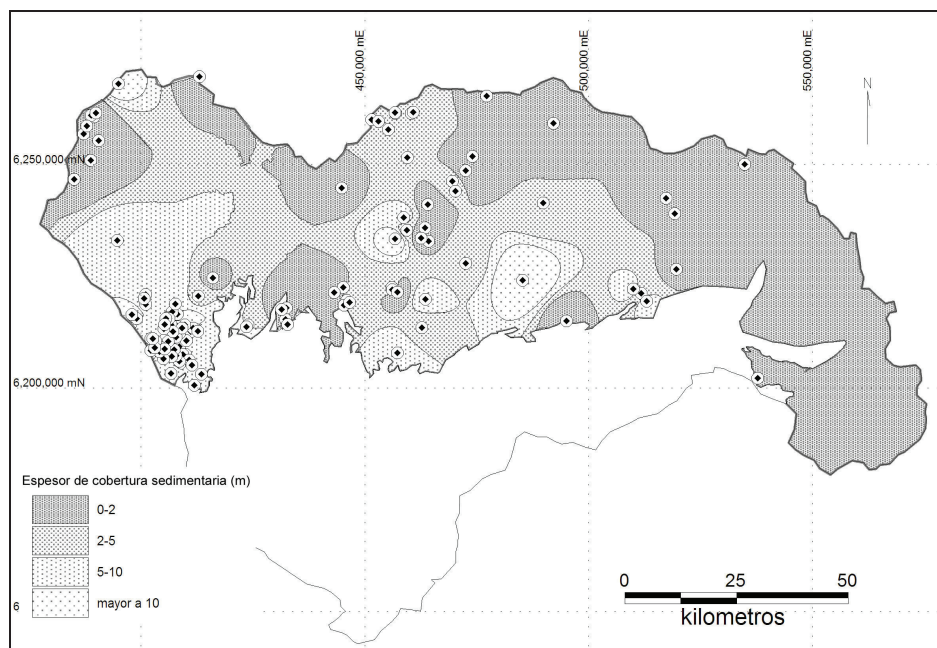 450,000 mE
500,000 mE
550,000 mE
N
6,250,000 mN
6,200,000 mN
Espesor de cobertura sedimentaria (m)
0-2
2-5
5-10
mayor a 10
6
0 25 50
kilometros